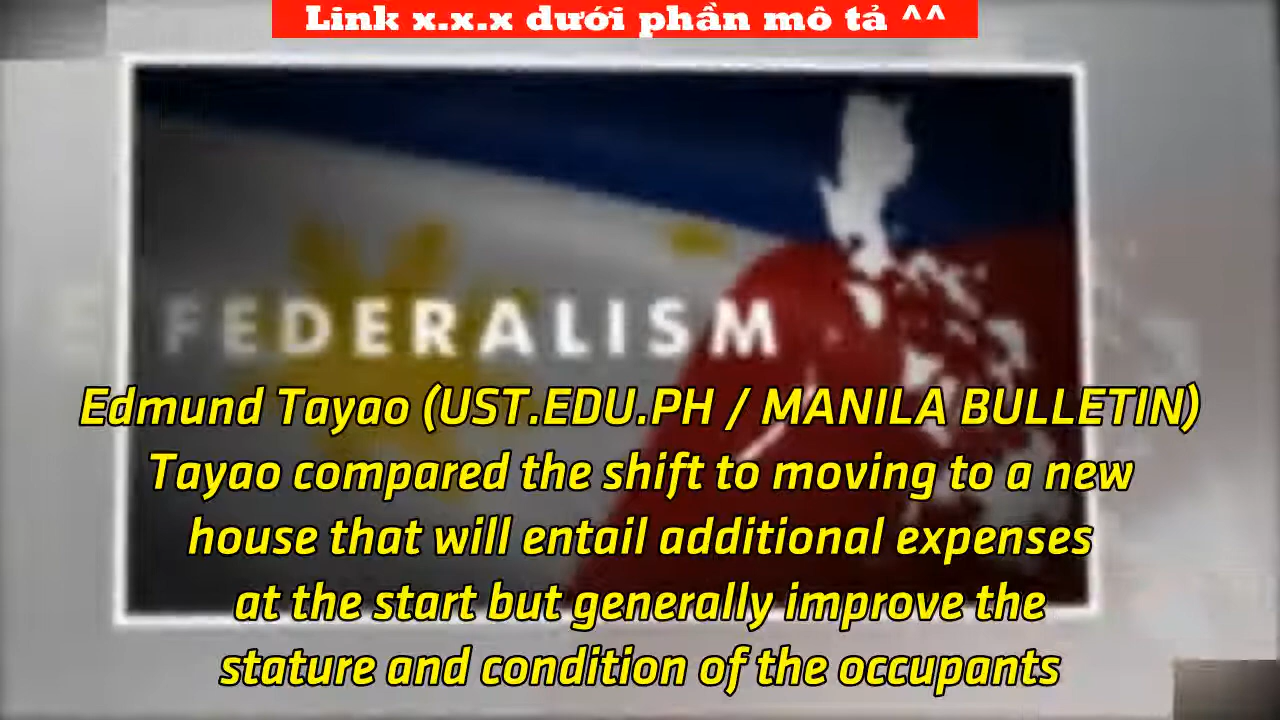 Link x.x.x dưới phần mô tả ^^
FEDERALISM
Edmund Tayao (UST.EDU.PH / MANILA BULLETIN)
Tayao compared the shift to moving to a new
house that will entail additional expenses
at the start but generally improve the
stature and condition of the occupants